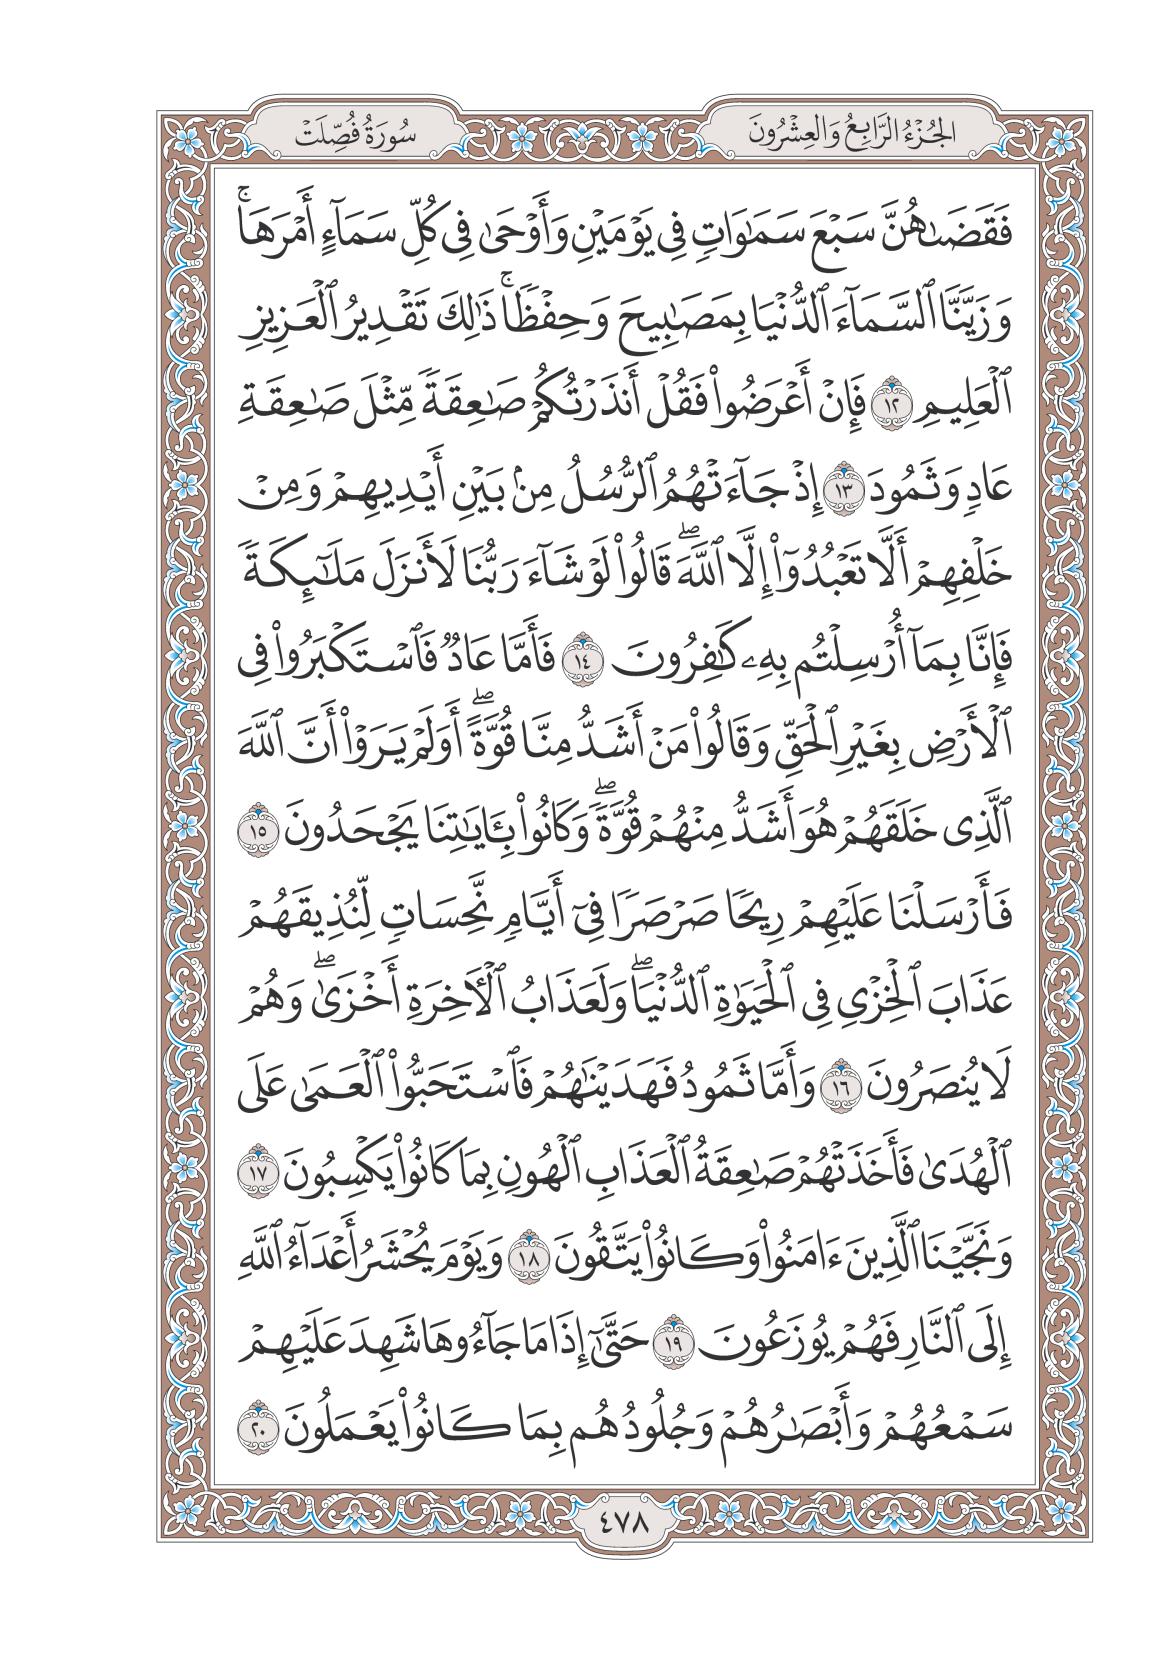 الجُزْءُ الرَّابِعُ وَالعِشْرُونَ
سُورَةُ فُصِّلَتْ
فَقَضَىٰهُنَّ سَبْعَ سَمَٰوَاتٖ فِي يَوْمَيْنِ وَأَوْحَىٰ فِي كُلِّ سَمَآءٍ أَمْرَهَاۚ
وَزَيَّنَّا ٱلسَّمَآءَ ٱلدُّنْيَا بِمَصَٰبِيحَ وَحِفْظٗاۚ ذَٰلِكَ تَقْدِيرُ ٱلْعَزِيزِ
ٱلْعَلِيمِ ١٢ فَإِنْ أَعْرَضُواْ فَقُلْ أَنذَرْتُكُمْ صَٰعِقَةٗ مِّثْلَ صَٰعِقَةِ
عَادٖ وَثَمُودَ ١٣ إِذْ جَآءَتْهُمُ ٱلرُّسُلُ مِنۢ بَيْنِ أَيْدِيهِمْ وَمِنْ
خَلْفِهِمْ أَلَّا تَعْبُدُوٓاْ إِلَّا ٱللَّهَۖ قَالُواْ لَوْ شَآءَ رَبُّنَا لَأَنزَلَ مَلَٰٓئِكَةٗ
فَإِنَّا بِمَآ أُرْسِلْتُم بِهِۦ كَٰفِرُونَ ١٤ فَأَمَّا عَادٞ فَٱسْتَكْبَرُواْ فِي
ٱلْأَرْضِ بِغَيْرِ ٱلْحَقِّ وَقَالُواْ مَنْ أَشَدُّ مِنَّا قُوَّةًۖ أَوَلَمْ يَرَوْاْ أَنَّ ٱللَّهَ
ٱلَّذِي خَلَقَهُمْ هُوَ أَشَدُّ مِنْهُمْ قُوَّةٗۖ وَكَانُواْ بِـَٔايَٰتِنَا يَجْحَدُونَ ١٥
فَأَرْسَلْنَا عَلَيْهِمْ رِيحٗا صَرْصَرٗا فِيٓ أَيَّامٖ نَّحِسَاتٖ لِّنُذِيقَهُمْ
عَذَابَ ٱلْخِزْيِ فِي ٱلْحَيَوٰةِ ٱلدُّنْيَاۖ وَلَعَذَابُ ٱلْأٓخِرَةِ أَخْزَىٰۖ وَهُمْ
لَا يُنصَرُونَ ١٦ وَأَمَّا ثَمُودُ فَهَدَيْنَٰهُمْ فَٱسْتَحَبُّواْ ٱلْعَمَىٰ عَلَى
ٱلْهُدَىٰ فَأَخَذَتْهُمْ صَٰعِقَةُ ٱلْعَذَابِ ٱلْهُونِ بِمَا كَانُواْ يَكْسِبُونَ ١٧
وَنَجَّيْنَا ٱلَّذِينَ ءَامَنُواْ وَكَانُواْ يَتَّقُونَ ١٨ وَيَوْمَ يُحْشَرُ أَعْدَآءُ ٱللَّهِ
إِلَى ٱلنَّارِ فَهُمْ يُوزَعُونَ ١٩ حَتَّىٰٓ إِذَا مَا جَآءُوهَا شَهِدَ عَلَيْهِمْ
سَمْعُهُمْ وَأَبْصَٰرُهُمْ وَجُلُودُهُم بِمَا كَانُواْ يَعْمَلُونَ ٢٠
٤٧٨